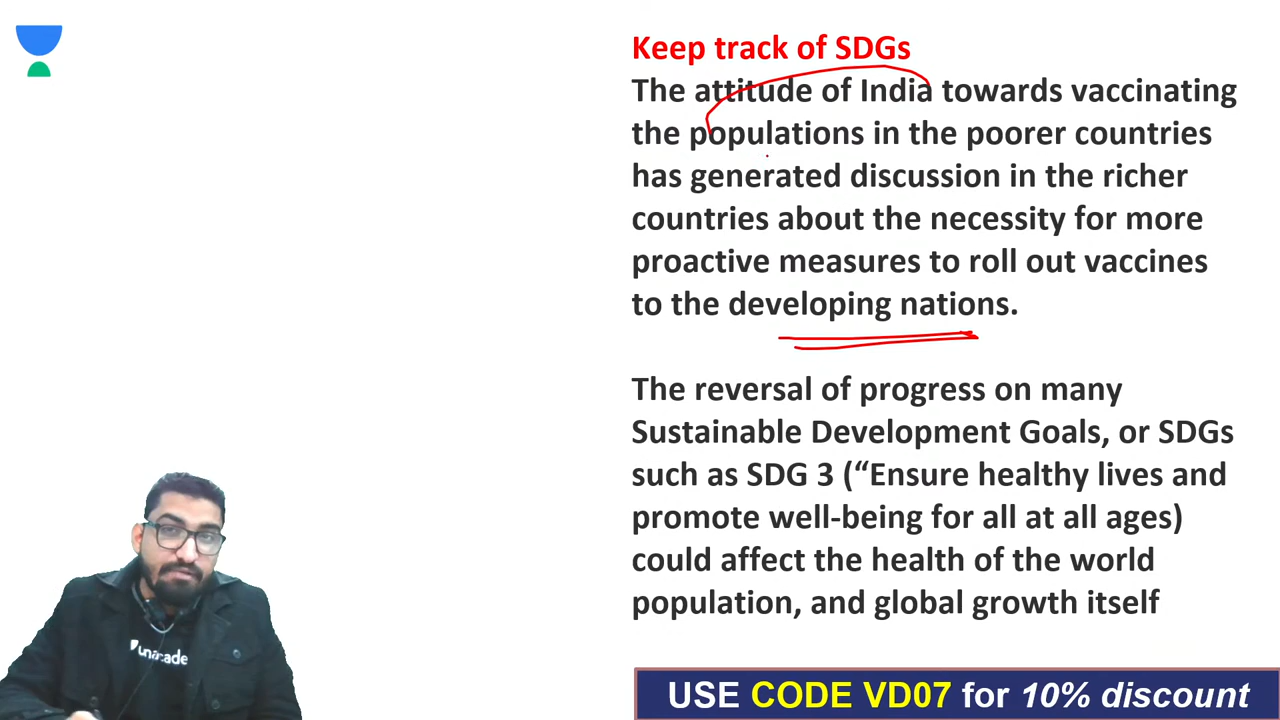 Keep track of SDGs
The attitude of India towards vaccinating
the populations in the poorer countries
has generated discussion in the richer
countries about the necessity for more
proactive measures to roll out vaccines
to the developing nations.
The reversal of progress on many
Sustainable Development Goals, or SDGs
such as SDG 3 (“Ensure healthy lives and
promote well-being for all at all ages)
could affect the health of the world
population, and global growth itself
USE CODE VD07 for 10% discount